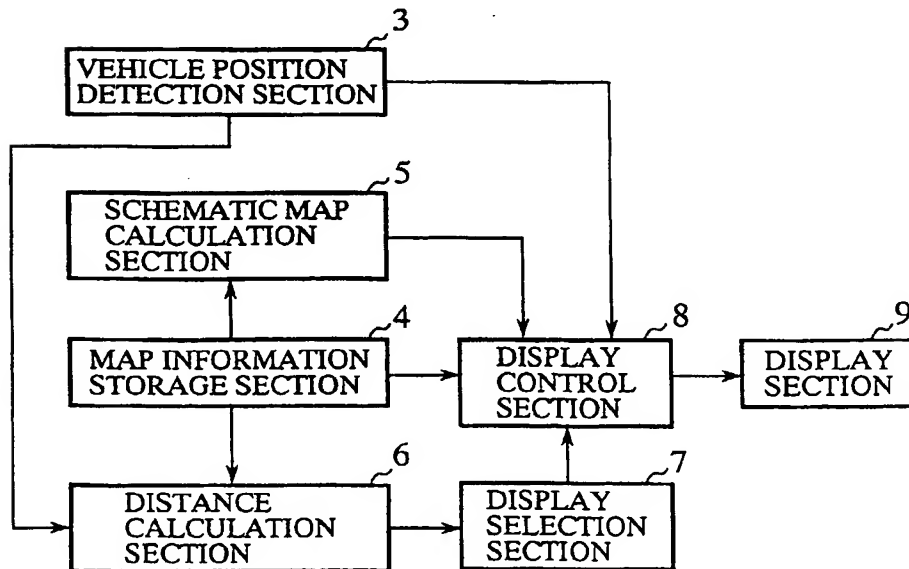 3
VEHICLE POSITION
DETECTION SECTION
5
SCHEMATIC MAP
CALCULATION
SECTION
4
MAP INFORMATION
STORAGE SECTION
8
DISPLAY
CONTROL
SECTION
9
DISPLAY
SECTION
6
DISTANCE
CALCULATION
SECTION
7
DISPLAY
SELECTION
SECTION